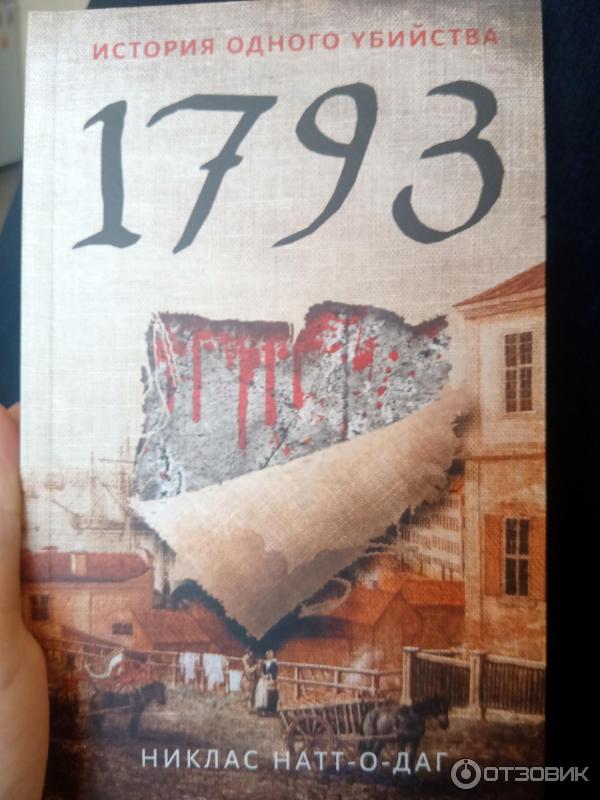 ИСТОРИЯ ОДНОГО УБИЙСТВА
1793
НИКЛАС НАТТ-О-ДАГ
ОТЗОВИК